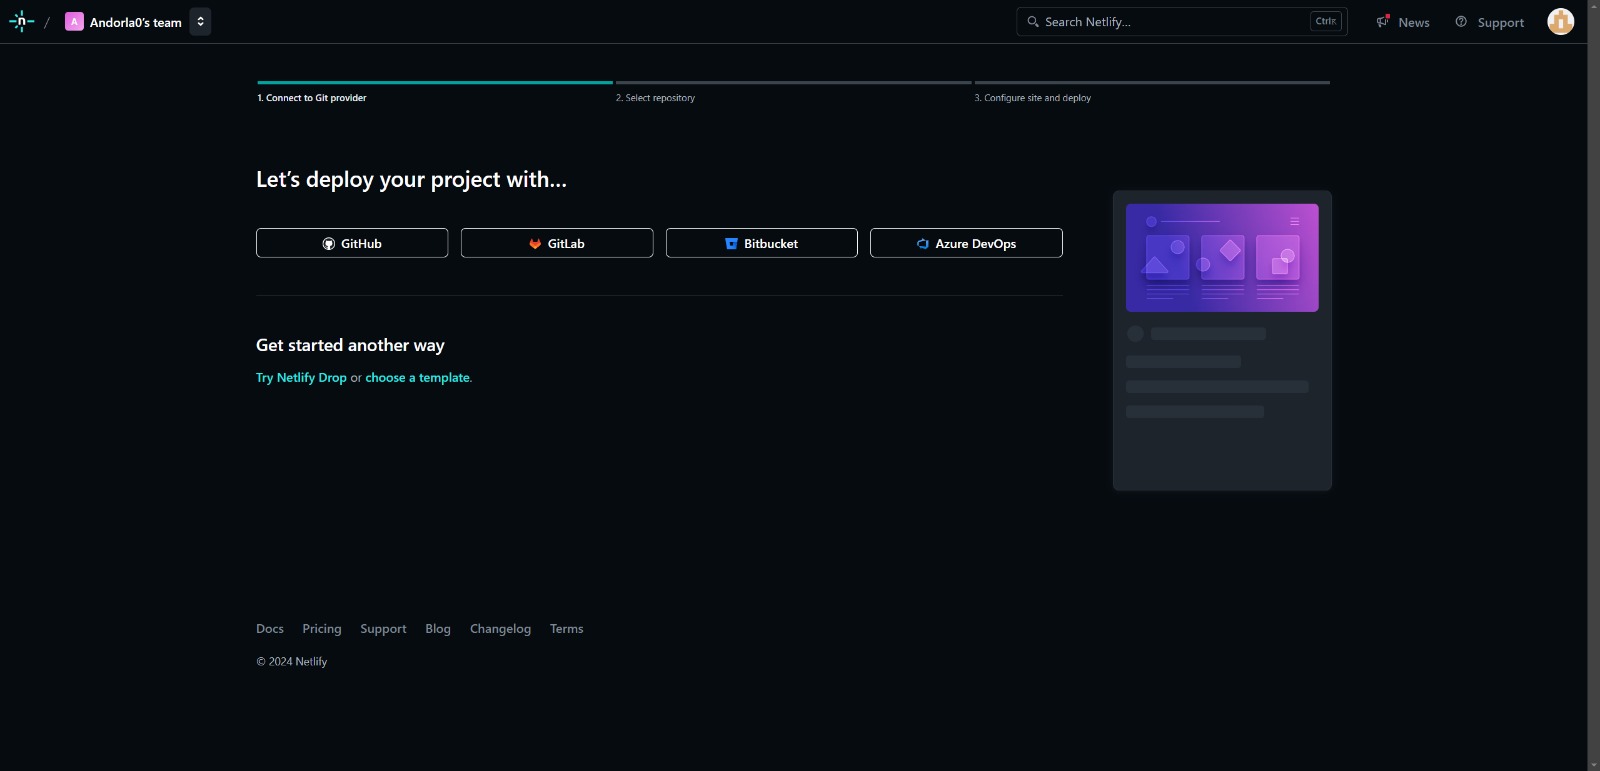 / A Andorla0's team
Search Netlify... Ctrl K
News
Support
1. Connect to Git provider
2. Select repository
3. Configure site and deploy
Let's deploy your project with...
GitHub
GitLab
Bitbucket
Azure DevOps
Get started another way
Try Netlify Drop or choose a template.
Docs Pricing Support Blog Changelog Terms
© 2024 Netlify